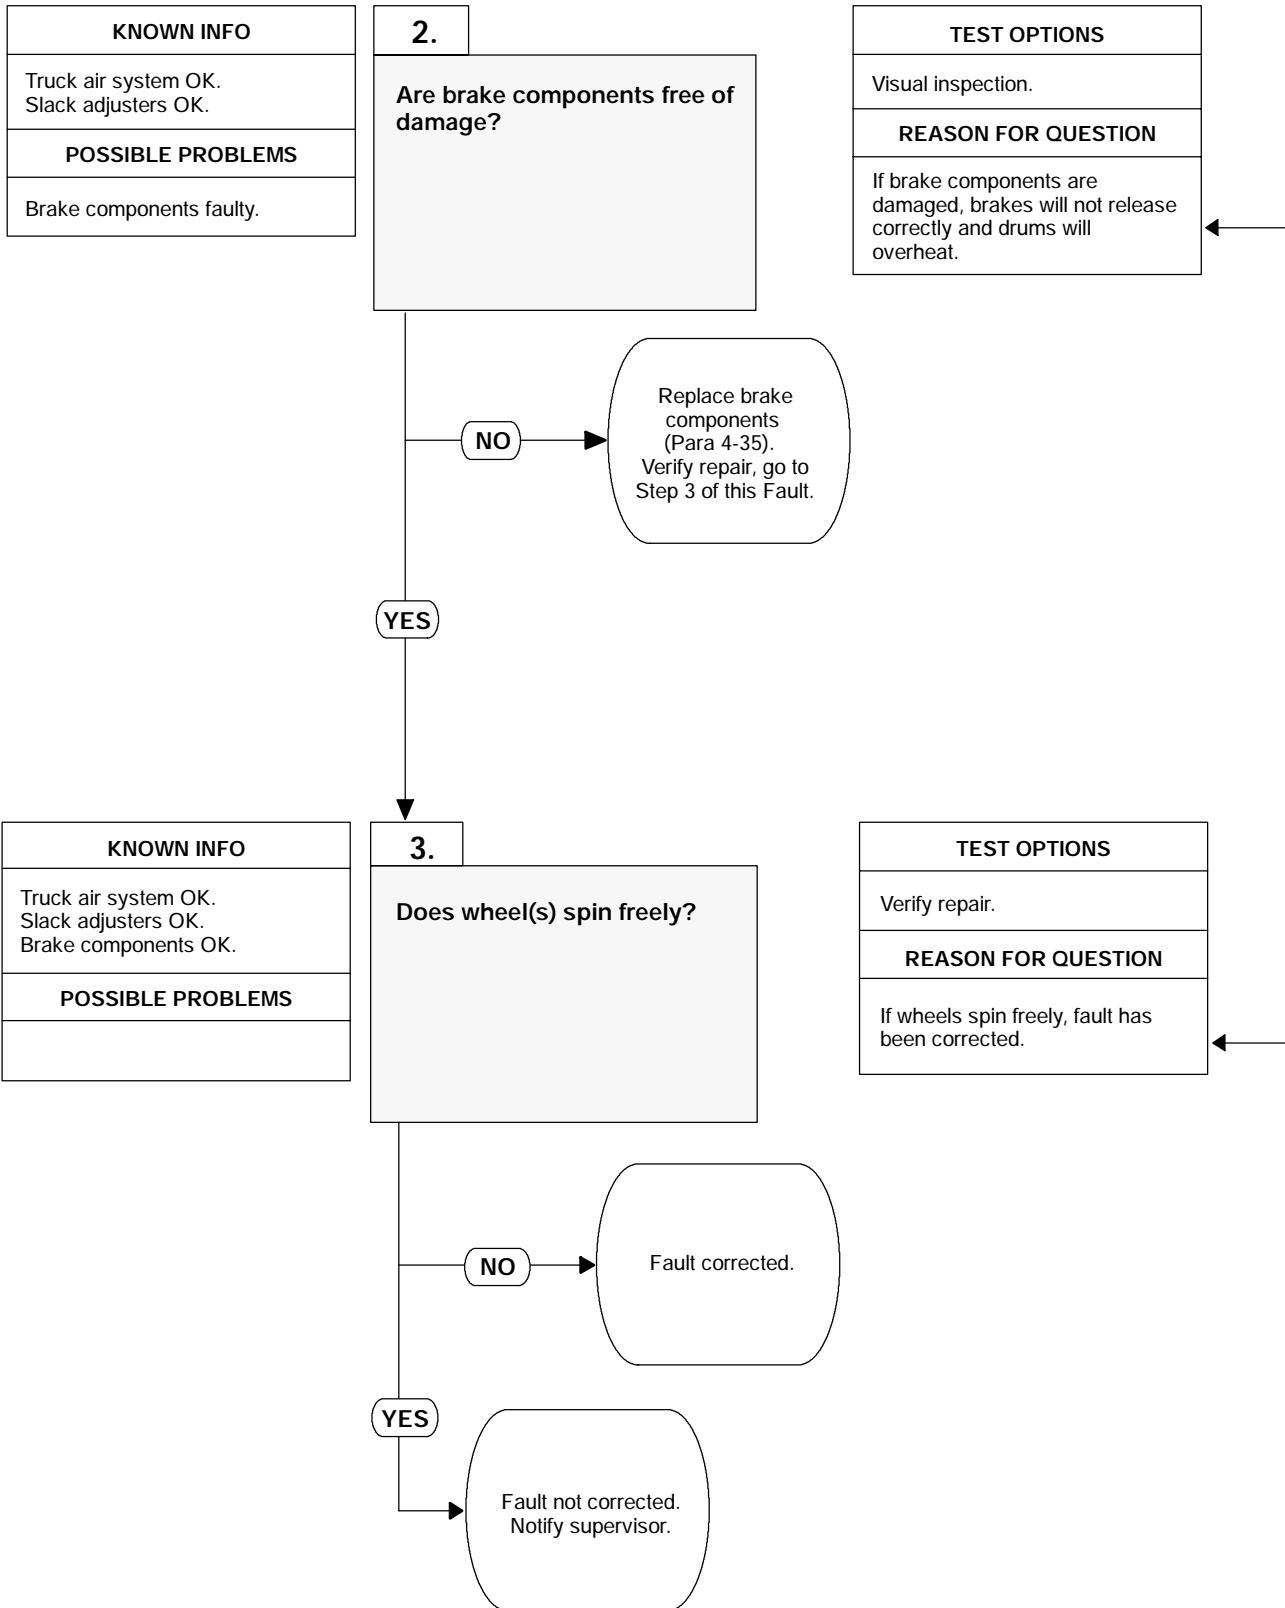 KNOWN INFO
Truck air system OK.
Slack adjusters OK.
POSSIBLE PROBLEMS
Brake components faulty.
2.
Are brake components free of
damage?
TEST OPTIONS
Visual inspection.
REASON FOR QUESTION
If brake components are
damaged, brakes will not release
correctly and drums will
overheat.
NO
Replace brake
components
(Para 4-35).
Verify repair, go to
Step 3 of this Fault.
YES
KNOWN INFO
Truck air system OK.
Slack adjusters OK.
Brake components OK.
POSSIBLE PROBLEMS
3.
Does wheel(s) spin freely?
TEST OPTIONS
Verify repair.
REASON FOR QUESTION
If wheels spin freely, fault has
been corrected.
NO
Fault corrected.
YES
Fault not corrected.
Notify supervisor.